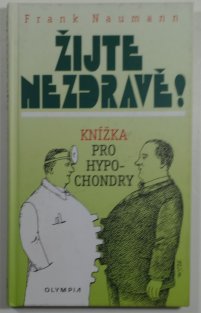 Frank Naumann
ŽIJTE
NEZDRAVĚ!
KNÍŽKA
PRO
HYPO-
CHONDRY
OLYMPIA